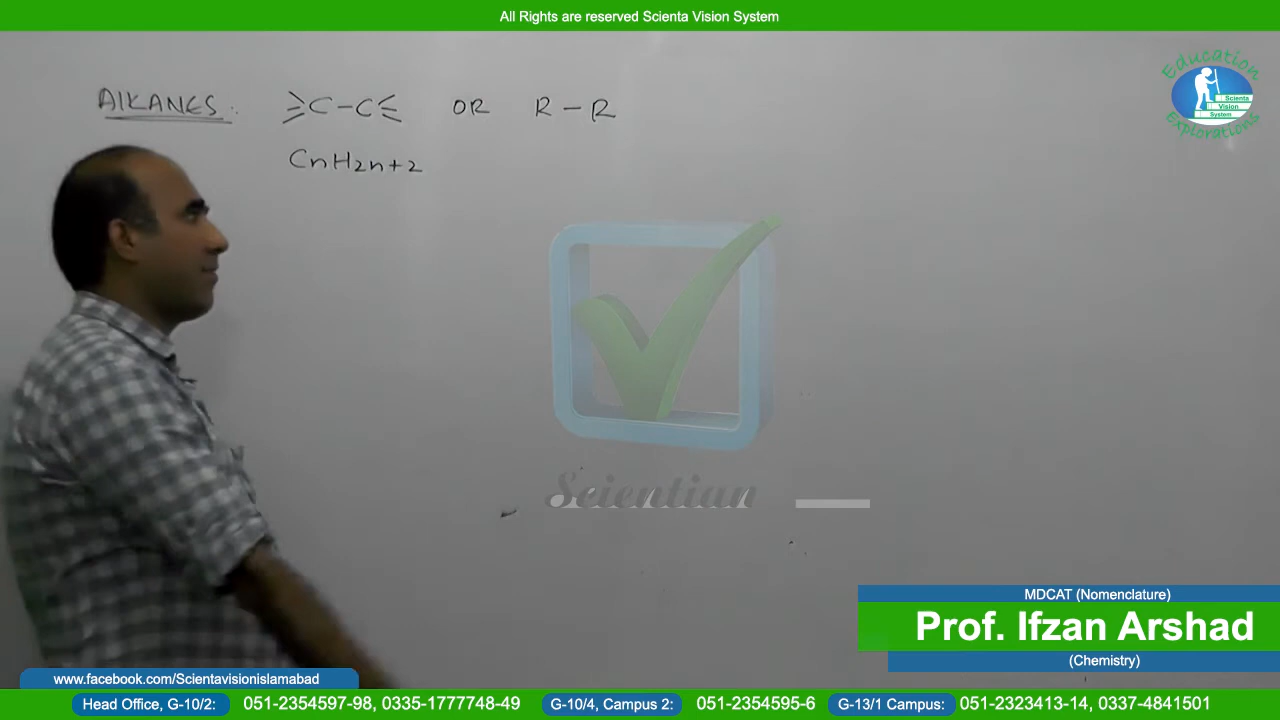 All Rights are reserved Scienta Vision System
Education
Scienta
Vision
System
Explorations
ALKANES : C - C OR R - R
CnH2n+2
Scientian
MDCAT (Nomenclature)
Prof. Ifzan Arshad
(Chemistry)
www.facebook.com/Scientavisionislamabad
Head Office, G-10/2: 051-2354597-98, 0335-1777748-49 G-10/4, Campus 2: 051-2354595-6 G-13/1 Campus: 051-2323413-14, 0337-4841501